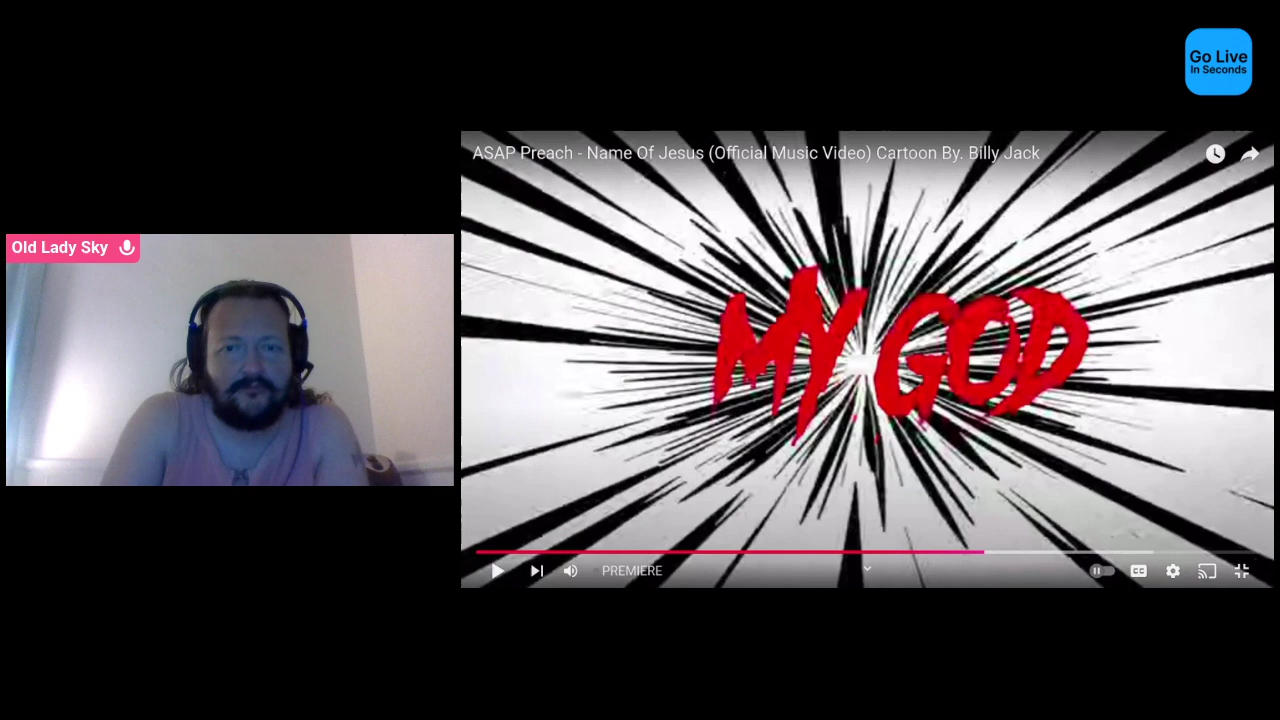 Go Live
In Seconds
ASAP Preach - Name Of Jesus (Official Music Video) Cartoon By. Billy Jack
Old Lady Sky
MY GOD
PREMIERE
CC